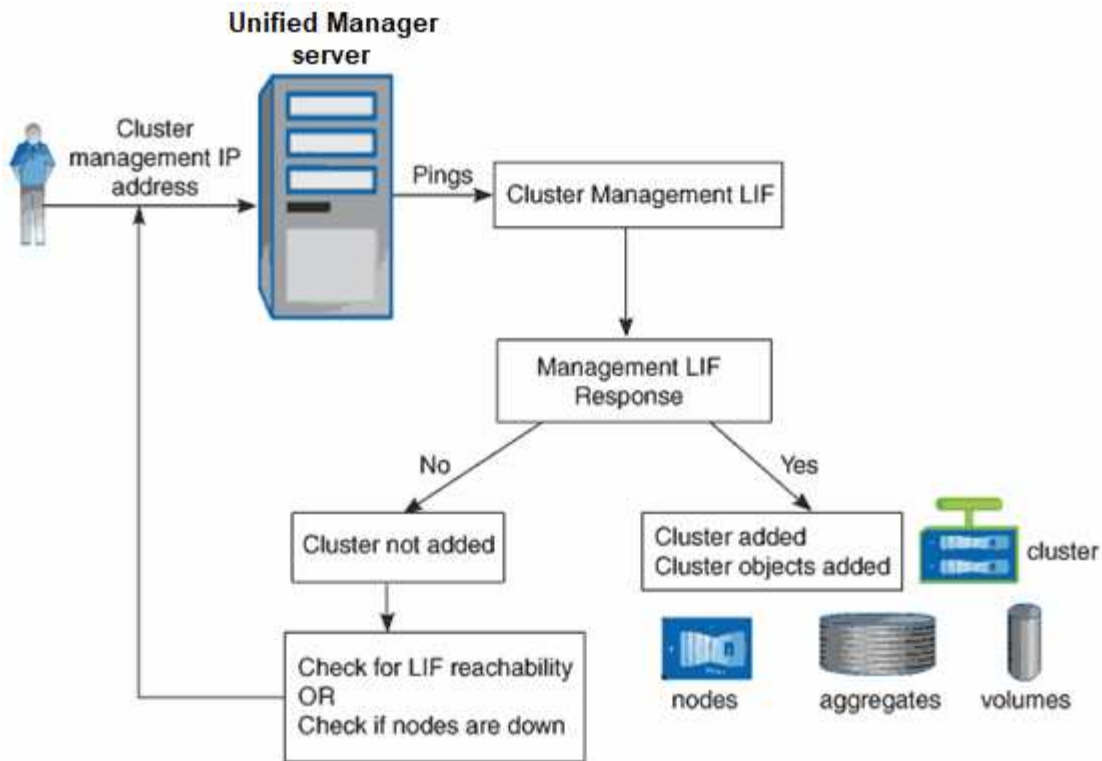 Unified Manager
server
Cluster
management IP
address
Pings
Cluster Management LIF
Management LIF
Response
No
Yes
Cluster not added
Cluster added
Cluster objects added
cluster
Check for LIF reachability
OR
Check if nodes are down
nodes
aggregates
volumes